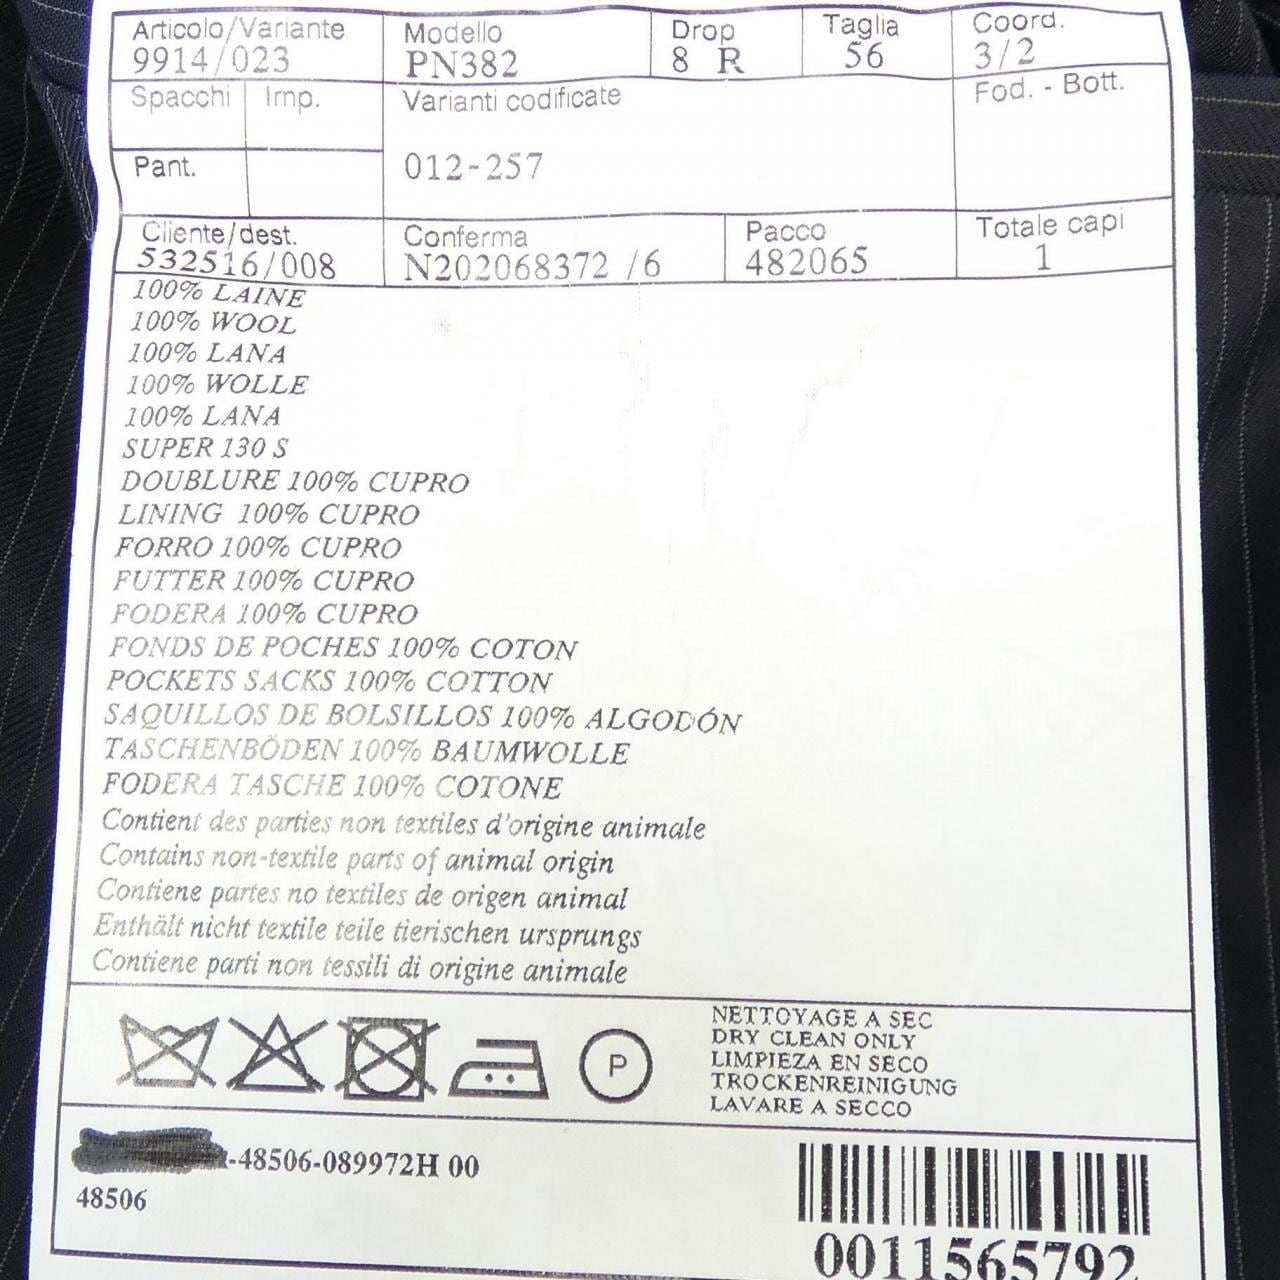 Articolo/Variante Modello Drop Taglia Coord.
9914/023 PN382 8 R 56 3/2
Spacchi Imp. Varianti codificate Fod. - Bott.
Pant. 012-257
Cliente/dest. Conferma Pacco Totale capi
532516/008 N202068372 /6 482065 1
100% LAINE
100% WOOL
100% LANA
100% WOLLE
100% LANA
SUPER 130 S
DOUBLURE 100% CUPRO
LINING 100% CUPRO
FORRO 100% CUPRO
FUTTER 100% CUPRO
FODERA 100% CUPRO
FONDS DE POCHES 100% COTON
POCKETS SACKS 100% COTTON
SAQUILLOS DE BOLSILLOS 100% ALGODÓN
TASCHENBÖDEN 100% BAUMWOLLE
FODERA TASCHE 100% COTONE
Contient des parties non textiles d'origine animale
Contains non-textile parts of animal origin
Contiene partes no textiles de origen animal
Enthält nicht textile teile tierischen ursprungs
Contiene parti non tessili di origine animale
P
NETTOYAGE A SEC
DRY CLEAN ONLY
LIMPIEZA EN SECO
TROCKENREINIGUNG
LAVARE A SECCO
-48506-089972H 00
48506
0011565792